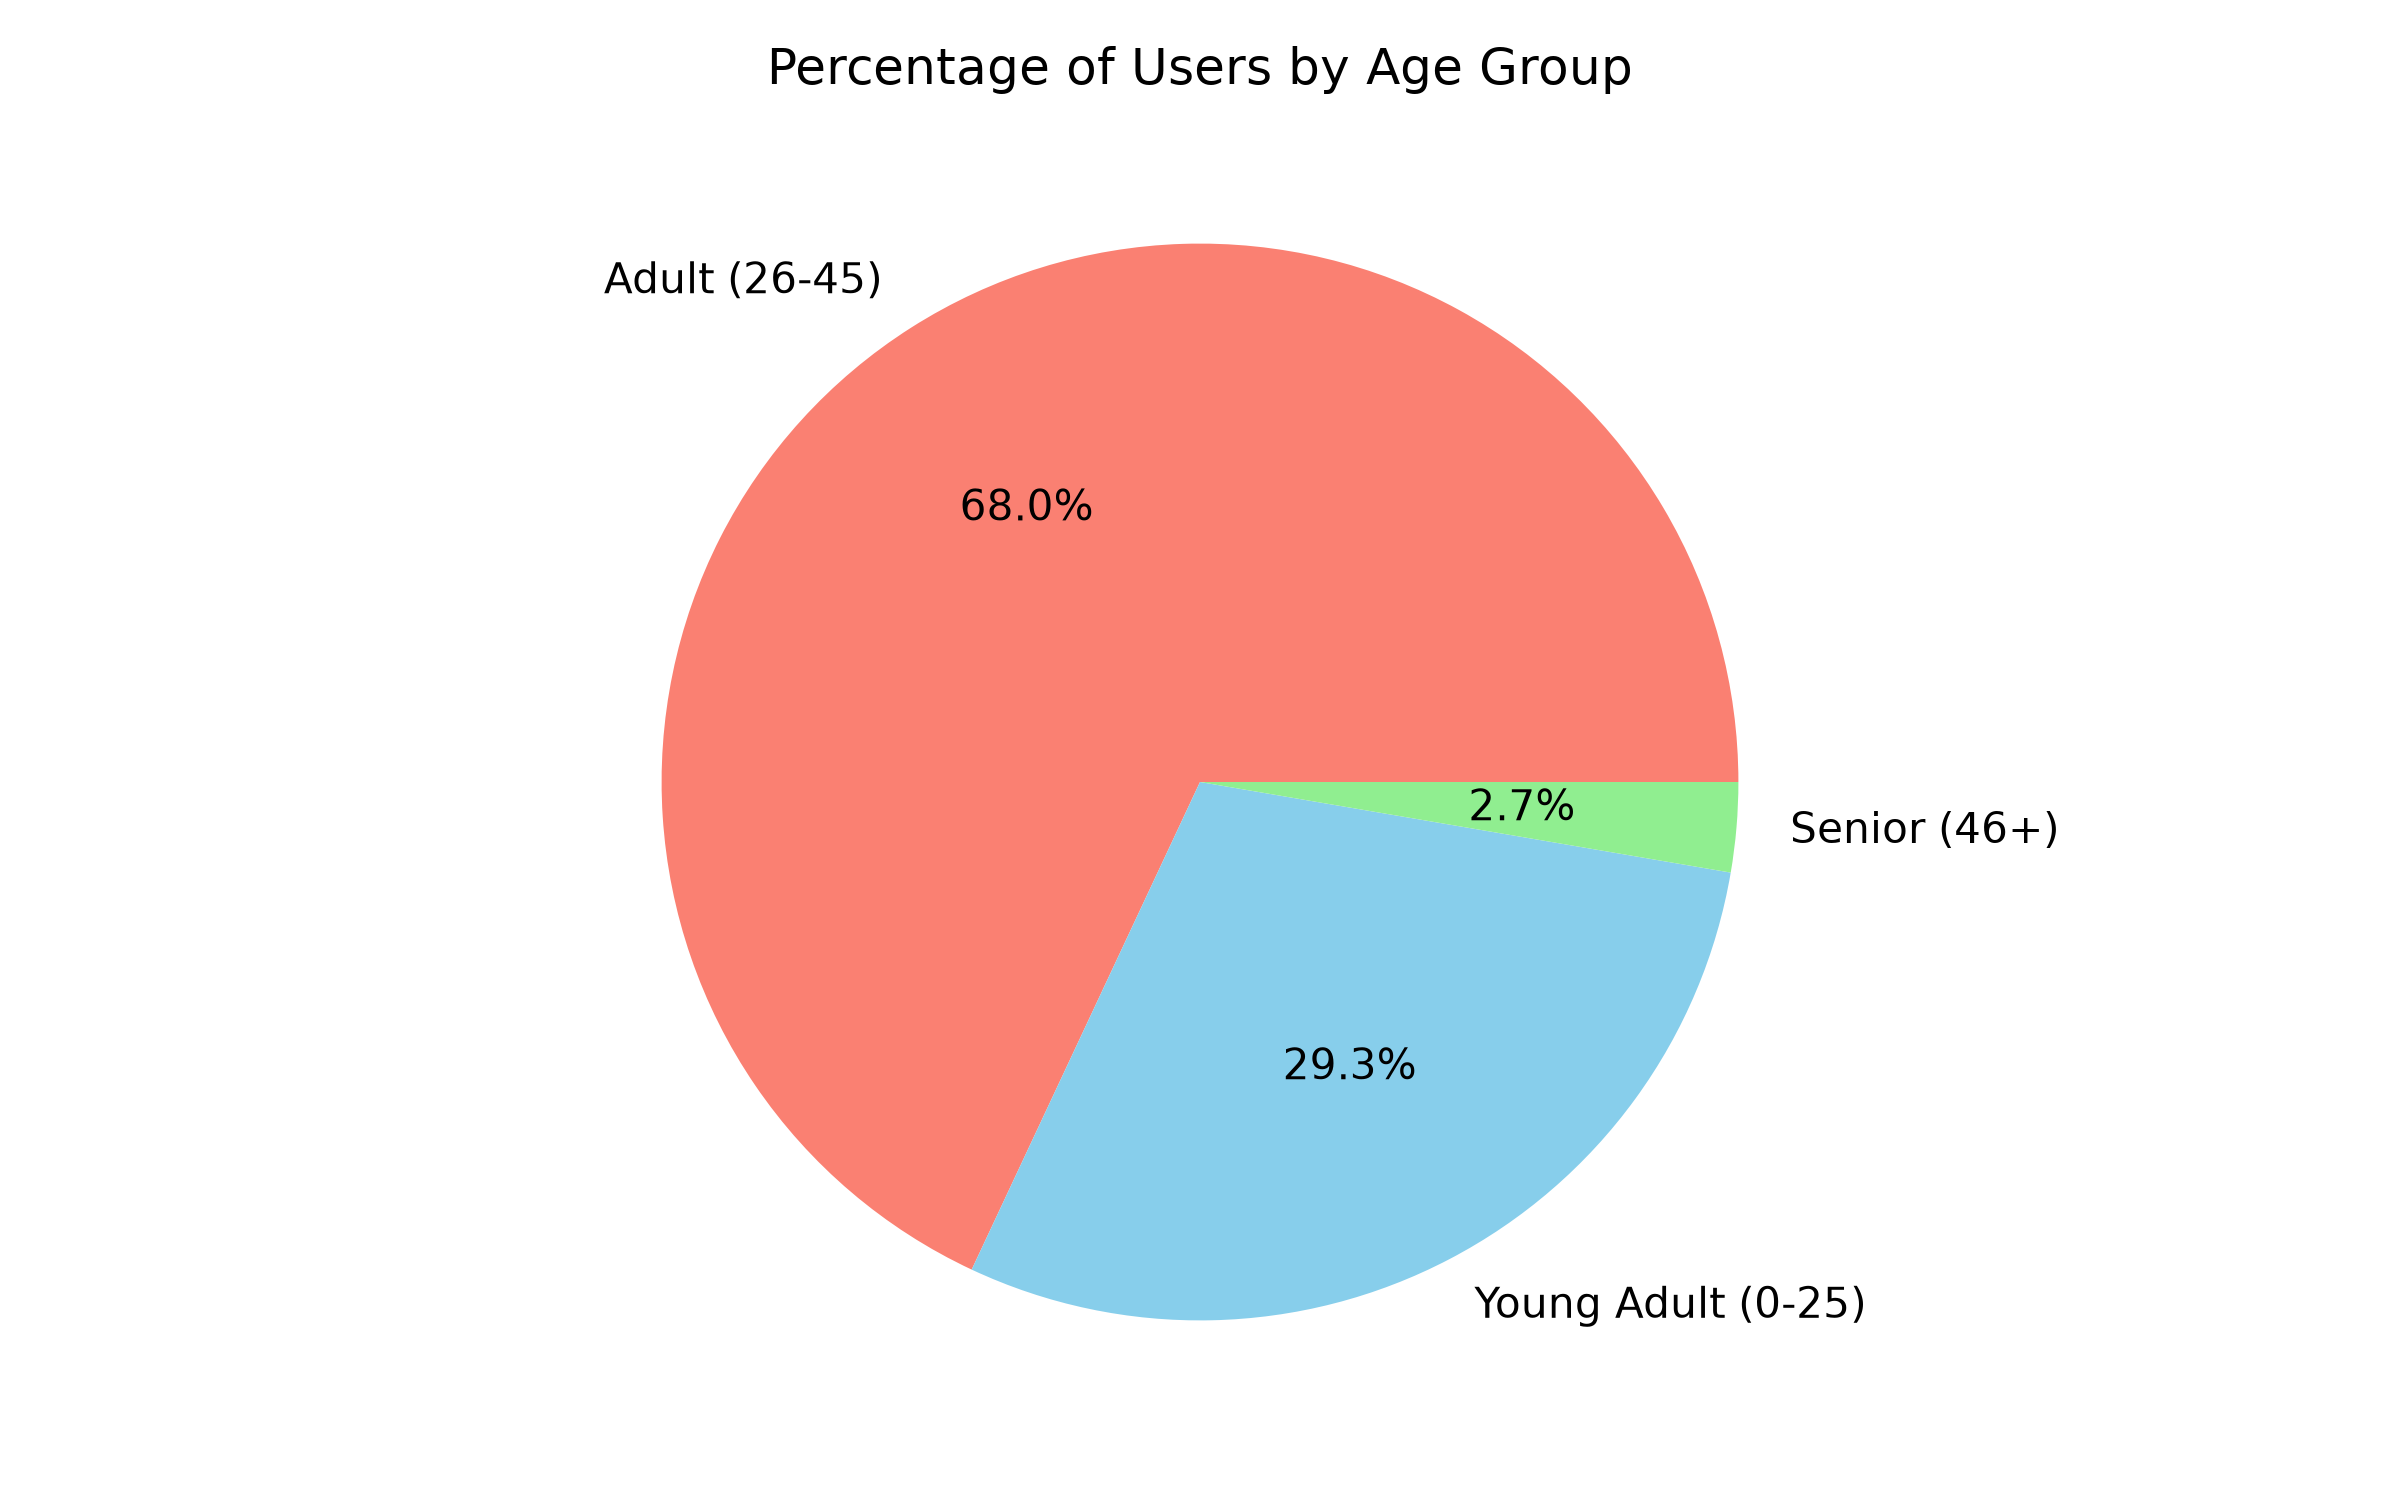 Percentage of Users by Age Group
Adult (26-45)
68.0%
2.7%
Senior (46+)
29.3%
Young Adult (0-25)